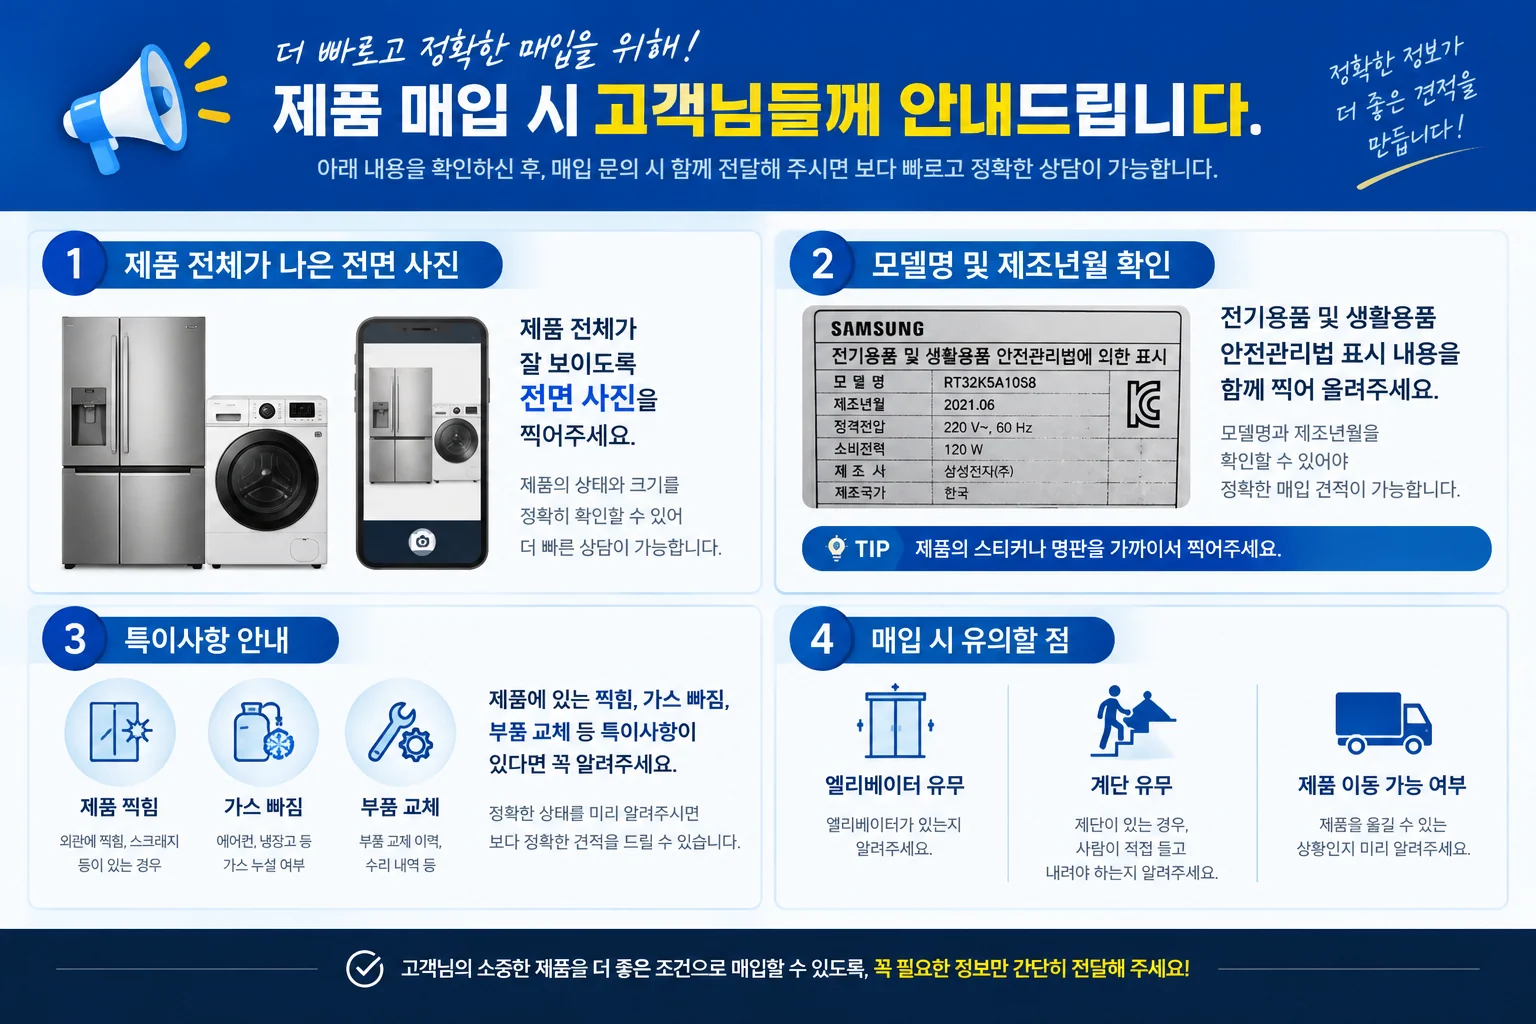 더 빠르고 정확한 매입을 위해!
제품 매입 시 고객님들께 안내드립니다.
아래 내용을 확인하신 후, 매입 문의 시 함께 전달해 주시면 보다 빠르고 정확한 상담이 가능합니다.
정확한 정보가
더 좋은 견적을
만듭니다!
1 제품 전체가 나온 전면 사진
제품 전체가
잘 보이도록
전면 사진을
찍어주세요.
제품의 상태와 크기를
정확히 확인할 수 있어
더 빠른 상담이 가능합니다.
2 모델명 및 제조년월 확인
SAMSUNG
전기용품 및 생활용품 안전관리법에 의한 표시
모 델 명 RT32K5A10S8
제조년월 2021.06
정격전압 220 V~, 60 Hz
소비전력 120 W
제 조 사 삼성전자(주)
제조국가 한국
전기용품 및 생활용품
안전관리법 표시 내용을
함께 찍어 올려주세요.
모델명과 제조년월을
확인할 수 있어야
정확한 매입 견적이 가능합니다.
TIP 제품의 스티커나 명판을 가까이서 찍어주세요.
3 특이사항 안내
제품 찍힘
외관에 찍힘, 스크래지
등이 있는 경우
가스 빠짐
에어컨, 냉장고 등
가스 누설 여부
부품 교체
부품 교제 이력,
수리 내역 등
제품에 있는 찍힘, 가스 빠짐,
부품 교체 등 특이사항이
있다면 꼭 알려주세요.
정확한 상태를 미리 알려주시면
보다 정확한 견적을 드릴 수 있습니다.
4 매입 시 유의할 점
엘리베이터 유무
엘리베이터가 있는지
알려주세요.
계단 유무
제단이 있는 경우,
사람이 적접 들고
내려야 하는지 알려주세요.
제품 이동 가능 여부
제품을 옮길 수 있는
상황인지 미리 알려주세요.
고객님의 소중한 제품을 더 좋은 조건으로 매입할 수 있도록, 꼭 필요한 정보만 간단히 전달해 주세요!